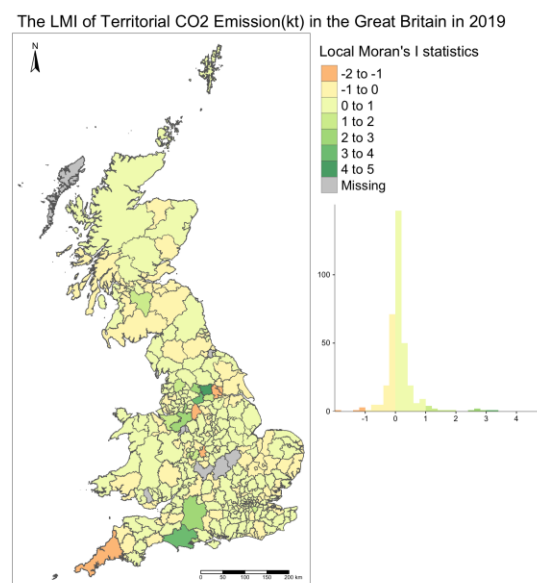 The LMI of Territorial CO2 Emission(kt) in the Great Britain in 2019
N
Local Moran's I statistics
-2 to -1
-1 to 0
0 to 1
1 to 2
2 to 3
3 to 4
4 to 5
Missing
100
50
0
-1 0 1 2 3 4
0 50 100 150 200 km